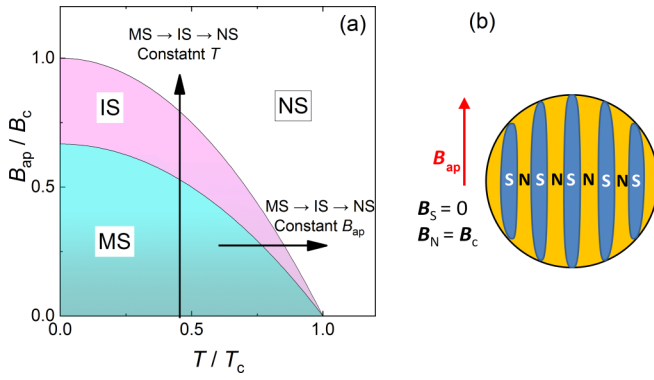 (a)
MS → IS → NS
Constatnt T
1.0
IS
NS
B_ap / B_c
0.5
MS → IS → NS
Constant B_ap
MS
0.0
0.0
0.5
1.0
T / T_c
(b)
B_ap
S N S N S N S N S
B_S = 0
B_N = B_c